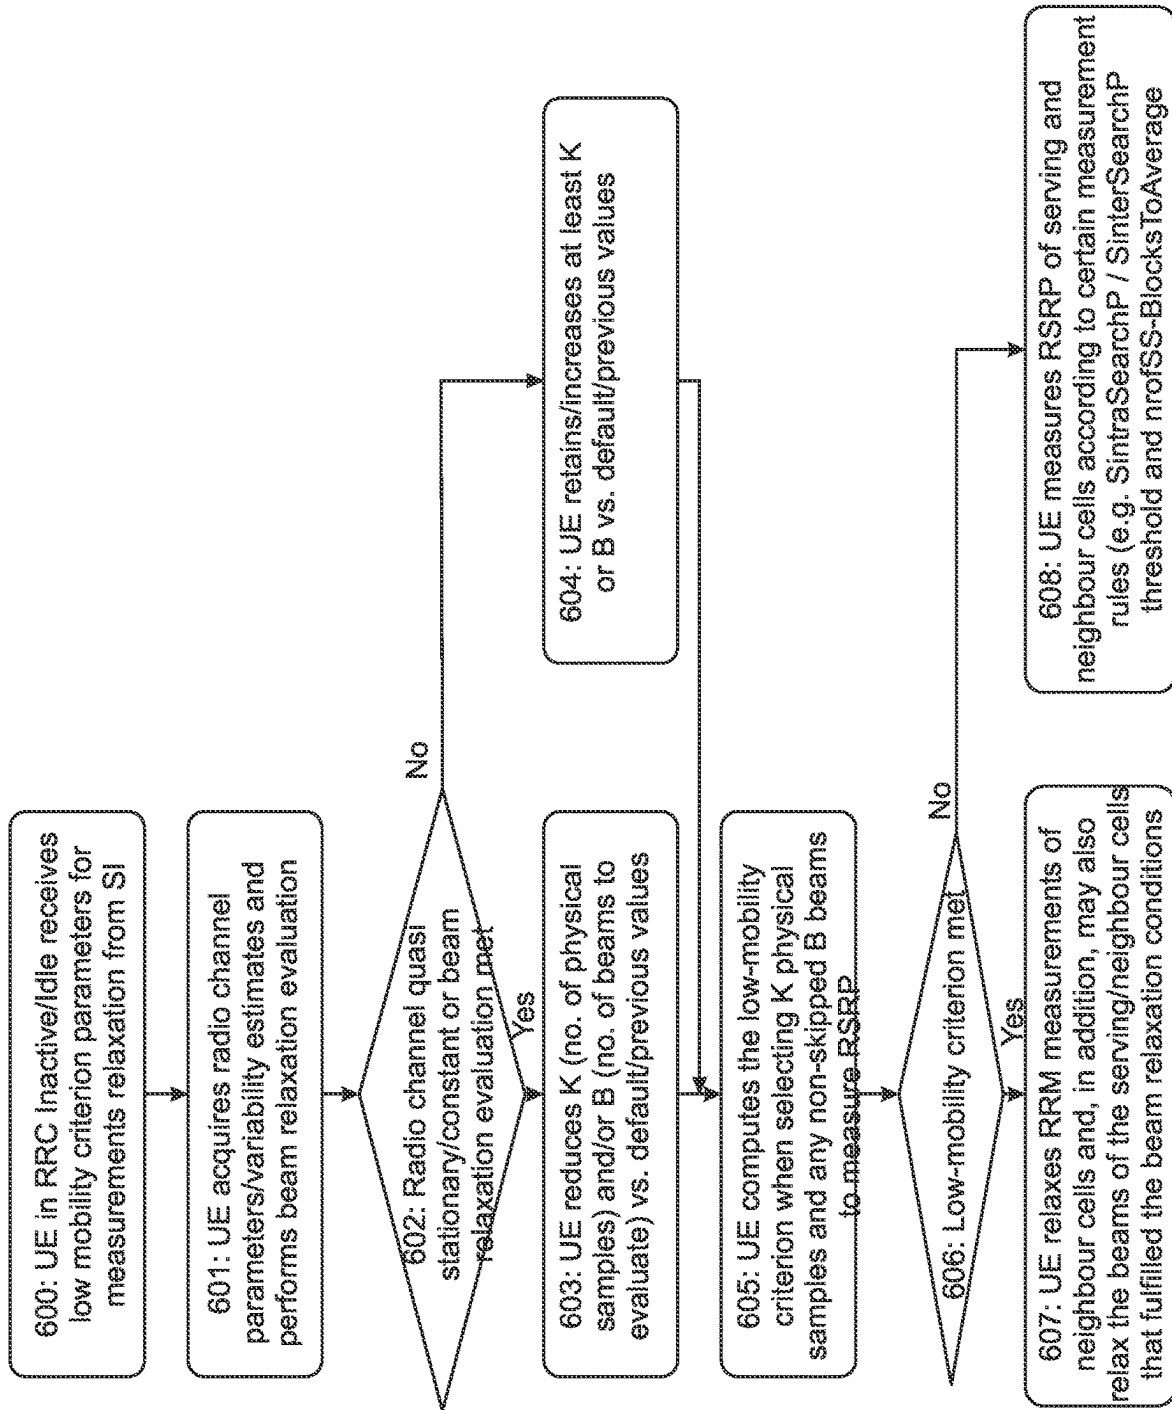 600: UE in RRC Inactive/Idle receives
low mobility criterion parameters for
measurements relaxation from SI
601: UE acquires radio channel
parameters/variability estimates and
performs beam relaxation evaluation
602: Radio channel quasi
stationary/constant or beam
relaxation evaluation met
No
Yes
603: UE reduces K (no. of physical
samples) and/or B (no. of beams to
evaluate) vs. default/previous values
604: UE retains/increases at least K
or B vs. default/previous values
605: UE computes the low-mobility
criterion when selecting K physical
samples and any non-skipped B beams
to measure RSRP
606: Low-mobility criterion met
No
Yes
607: UE relaxes RRM measurements of
neighbour cells and, in addition, may also
relax the beams of the serving/neighbour cells
that fulfilled the beam relaxation conditions
608: UE measures RSRP of serving and
neighbour cells according to certain measurement
rules (e.g. SintraSearchP / SinterSearchP
threshold and nrofSS-BlocksToAverage